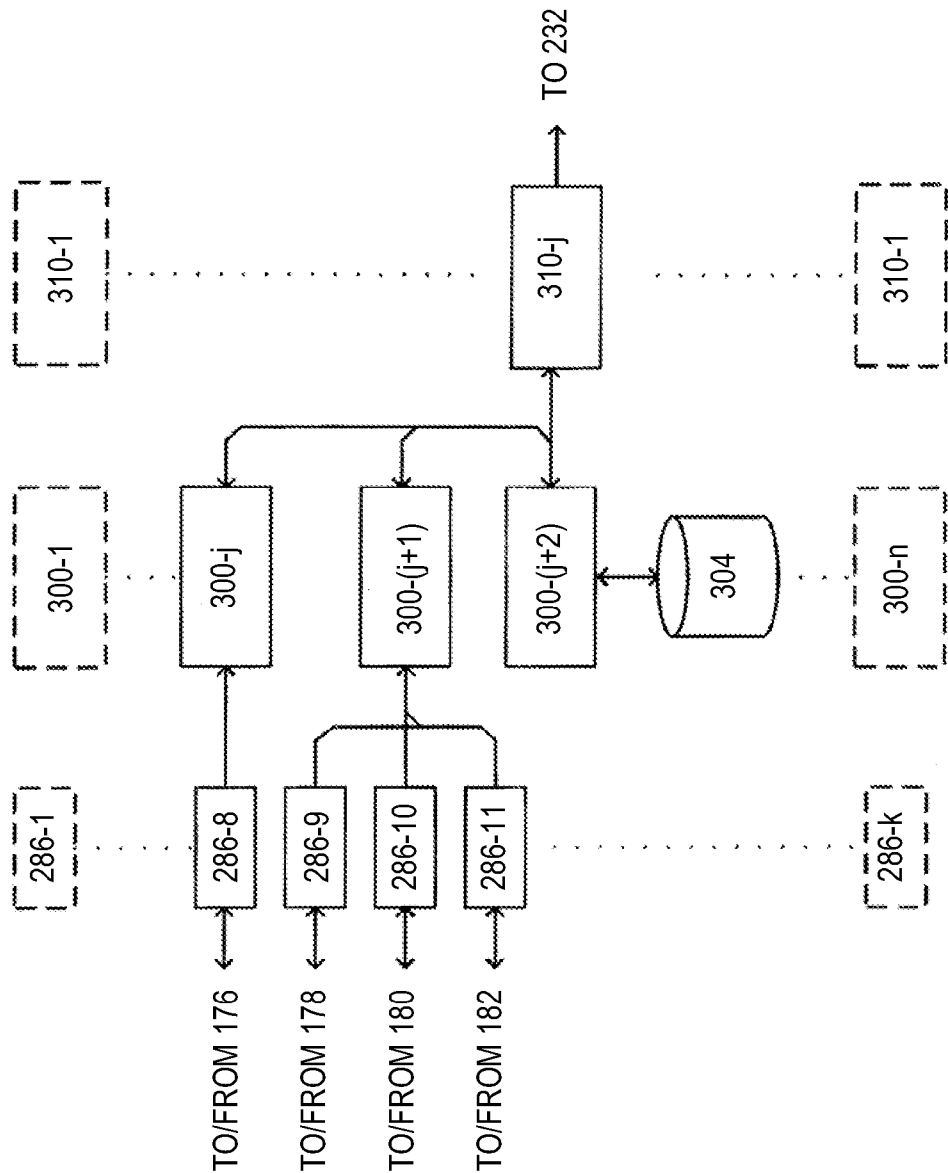 286-1
300-1
310-1
TO/FROM 176
286-8
300-j
TO/FROM 178
286-9
TO/FROM 180
286-10
300-(j+1)
TO/FROM 182
286-11
300-(j+2)
310-j
TO 232
304
286-k
300-n
310-1